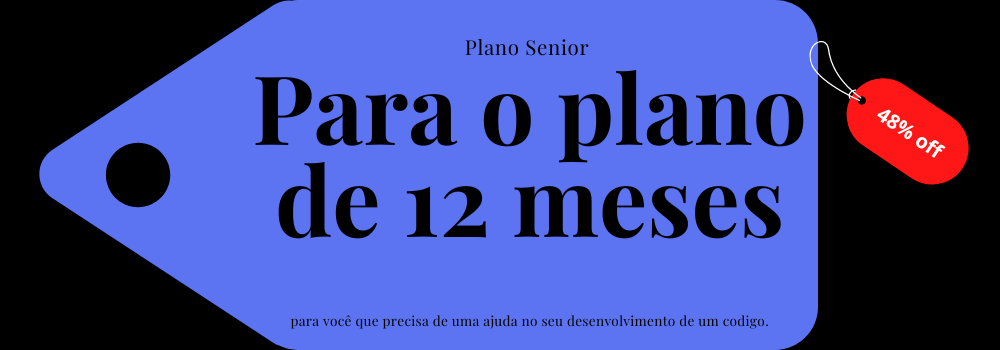 Plano Senior
Para o plano
de 12 meses
48% off
para você que precisa de uma ajuda no seu desenvolvimento de um codigo.